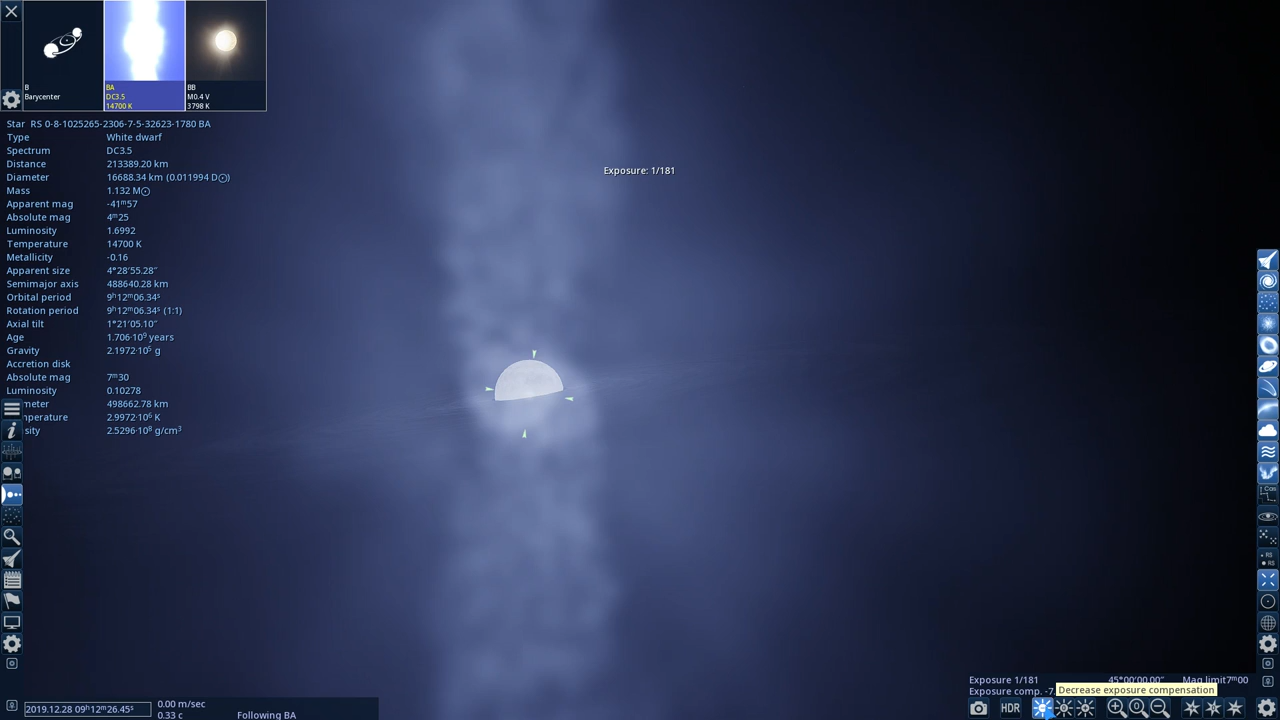 B
Barycenter
BA
DC3.5
14700 K
BB
M0.4 V
3798 K
Star RS 0-8-1025265-2306-7-5-32623-1780 BA
Type White dwarf
Spectrum DC3.5
Distance 213389.20 km
Diameter 16688.34 km (0.011994 D☉)
Mass 1.132 M☉
Apparent mag -41ᵐ57
Absolute mag 4ᵐ25
Luminosity 1.6992
Temperature 14700 K
Metallicity -0.16
Apparent size 4°28′55.28″
Semimajor axis 488640.28 km
Orbital period 9ʰ12ᵐ06.34ˢ
Rotation period 9ʰ12ᵐ06.34ˢ (1:1)
Axial tilt 1°21′05.10″
Age 1.706·10⁹ years
Gravity 2.1972·10⁵ g
Accretion disk
Absolute mag 7ᵐ30
Luminosity 0.10278
meter 498662.78 km
perature 2.9972·10⁶ K
sity 2.5296·10⁸ g/cm³
Exposure: 1/181
HDR
Exposure 1/181 45°00′00.00″ Mag limit 7ᵐ00
Exposure comp. -7.
Decrease exposure compensation
2019.12.28 09ʰ12ᵐ26.45ˢ
0.00 m/sec
0.33 c
Following BA